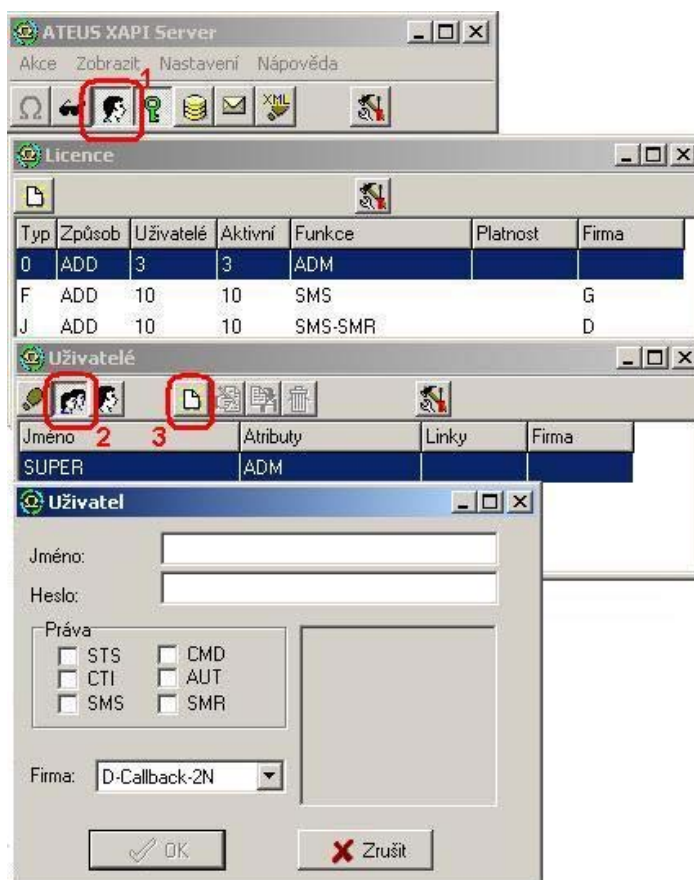 ATEUS XAPI Server
Akce Zobrazit Nastavení Nápověda
1
XML
Licence
Typ Způsob Uživatelé Aktivní Funkce Platnost Firma
0 ADD 3 3 ADM
F ADD 10 10 SMS G
J ADD 10 10 SMS-SMR D
Uživatelé
2 3
Jméno Atributy Linky Firma
SUPER ADM
Uživatel
Jméno:
Heslo:
Práva
STS CMD
CTI AUT
SMS SMR
Firma: D-Callback-2N
OK Zrušit